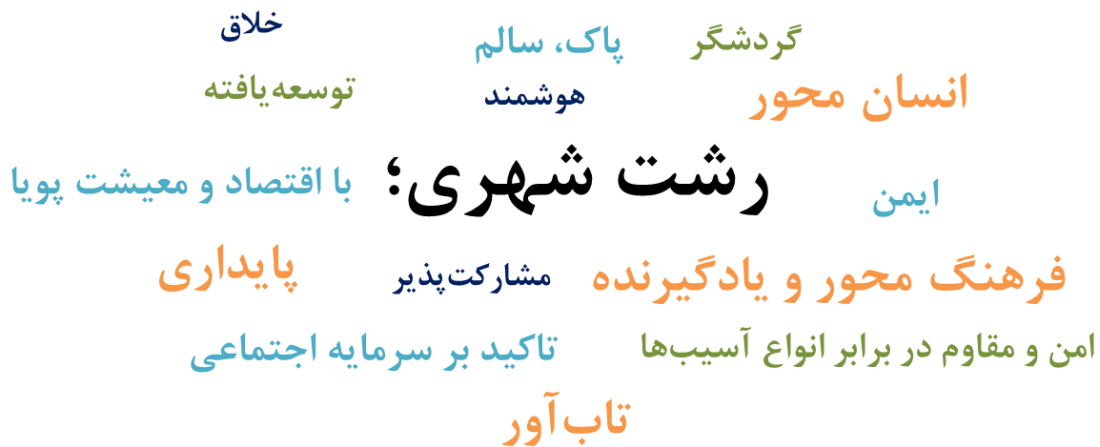 خلاق
پاک، سالم
گردشگر
توسعه‌یافته
هوشمند
انسان محور
رشت شهری؛
با اقتصاد و معیشت پویا
ایمن
پایداری
مشارکت‌پذیر
فرهنگ محور و یادگیرنده
تاکید بر سرمایه اجتماعی
امن و مقاوم در برابر انواع آسیب‌ها
تاب‌آور